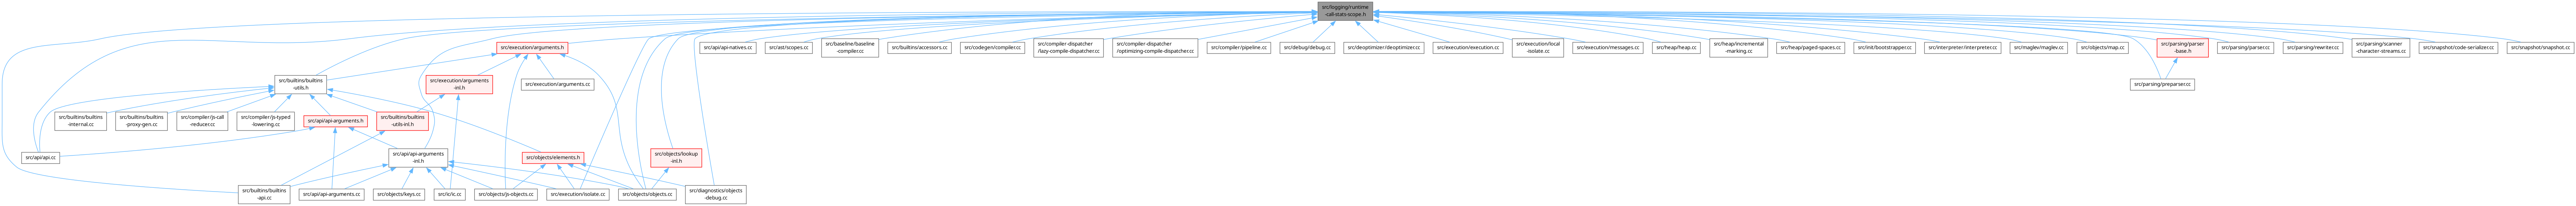 src/logging/runtime
-call-stats-scope.h
src/execution/arguments.h
src/api/api-natives.cc
src/ast/scopes.cc
src/baseline/baseline
-compiler.cc
src/builtins/accessors.cc
src/codegen/compiler.cc
src/compiler-dispatcher
/lazy-compile-dispatcher.cc
src/compiler-dispatcher
/optimizing-compile-dispatcher.cc
src/compiler/pipeline.cc
src/debug/debug.cc
src/deoptimizer/deoptimizer.cc
src/execution/execution.cc
src/execution/local
-isolate.cc
src/execution/messages.cc
src/heap/heap.cc
src/heap/incremental
-marking.cc
src/heap/paged-spaces.cc
src/init/bootstrapper.cc
src/interpreter/interpreter.cc
src/maglev/maglev.cc
src/objects/map.cc
src/parsing/parser
-base.h
src/parsing/parser.cc
src/parsing/rewriter.cc
src/parsing/scanner
-character-streams.cc
src/snapshot/code-serializer.cc
src/snapshot/snapshot.cc
src/builtins/builtins
-utils.h
src/execution/arguments
-inl.h
src/execution/arguments.cc
src/parsing/preparser.cc
src/builtins/builtins
-internal.cc
src/builtins/builtins
-proxy-gen.cc
src/compiler/js-call
-reducer.cc
src/compiler/js-typed
-lowering.cc
src/api/api-arguments.h
src/builtins/builtins
-utils-inl.h
src/api/api.cc
src/api/api-arguments
-inl.h
src/objects/elements.h
src/objects/lookup
-inl.h
src/builtins/builtins
-api.cc
src/api/api-arguments.cc
src/objects/keys.cc
src/ic/ic.cc
src/objects/js-objects.cc
src/execution/isolate.cc
src/objects/objects.cc
src/diagnostics/objects
-debug.cc